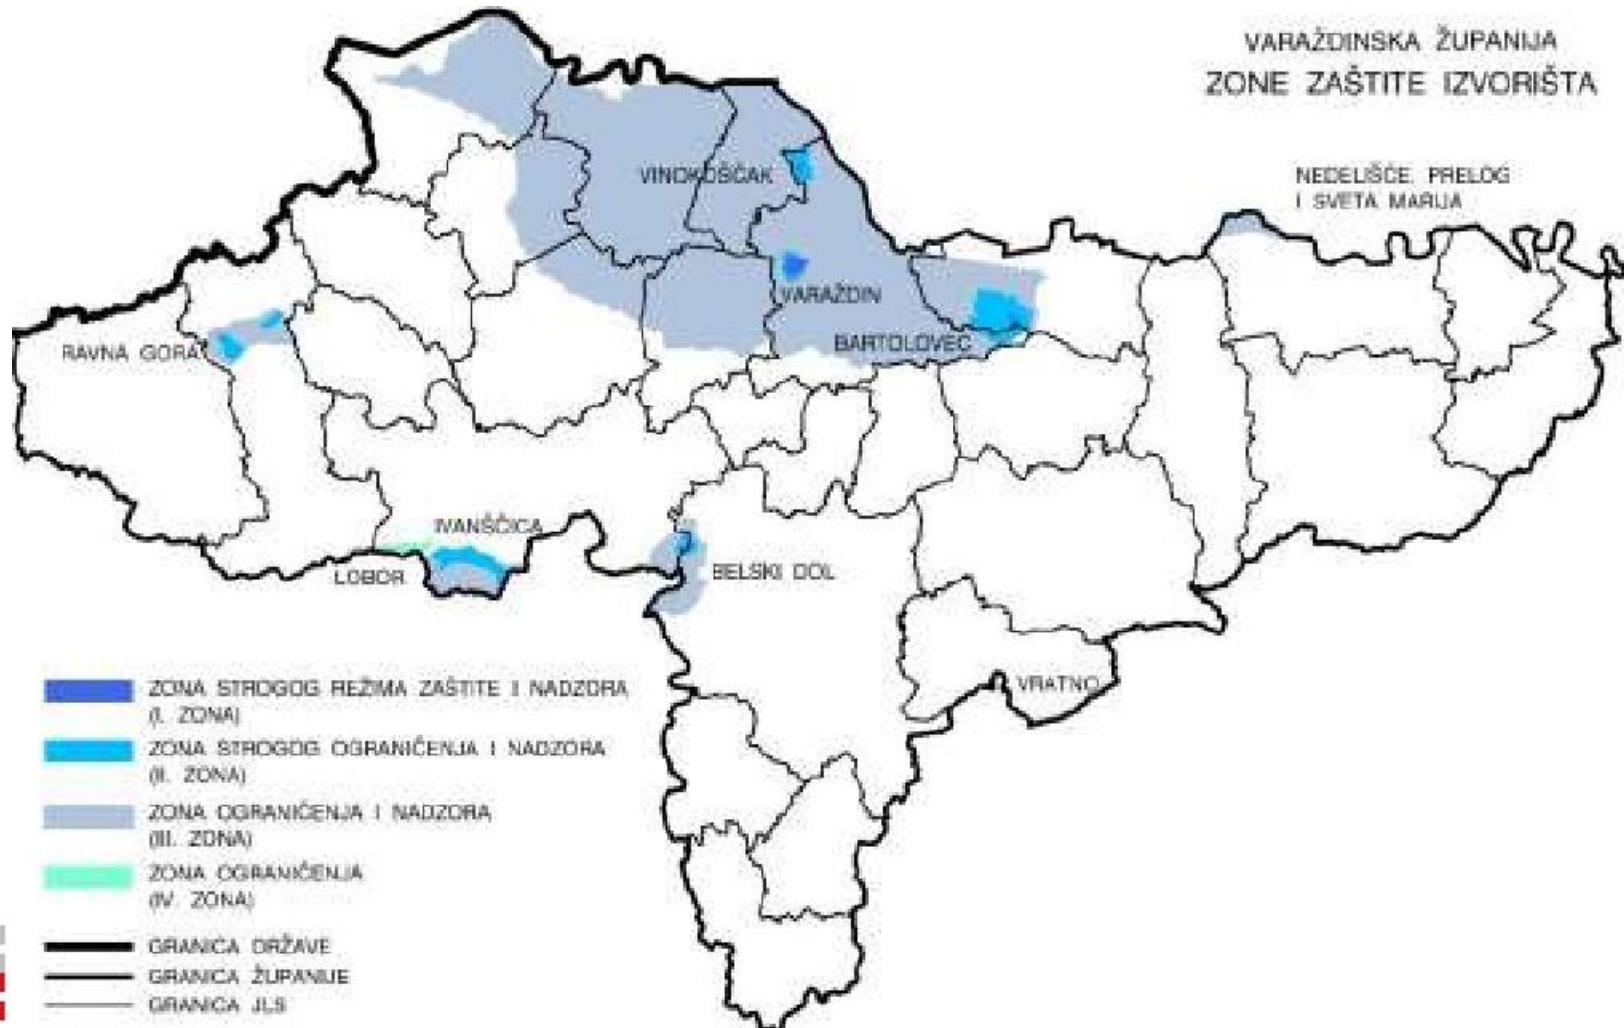 VARAŽDINSKA ŽUPANIJA
ZONE ZAŠTITE IZVORIŠTA
VINOKOŠČAK
NEDELIŠĆE, PRELOG
I SVETA MARIJA
VARAŽDIN
BARTOLOVEC
RAVNA GORA
IVANŠČICA
LOBOR
BELSKI DOL
VRATNO
ZONA STROGOG REŽIMA ZAŠTITE I NADZORA
(I. ZONA)
ZONA STROGOG OGRANIČENJA I NADZORA
(II. ZONA)
ZONA OGRANIČENJA I NADZORA
(III. ZONA)
ZONA OGRANIČENJA
(IV. ZONA)
GRANICA DRŽAVE
GRANICA ŽUPANIJE
GRANICA JLS